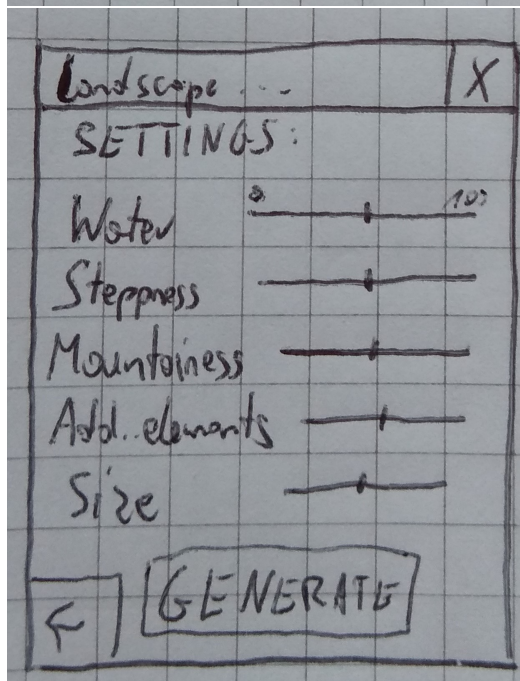 Landscape ... X
SETTINGS:
Water 0 100
Steppness
Mountainess
Add. elements
Size
← GENERATE